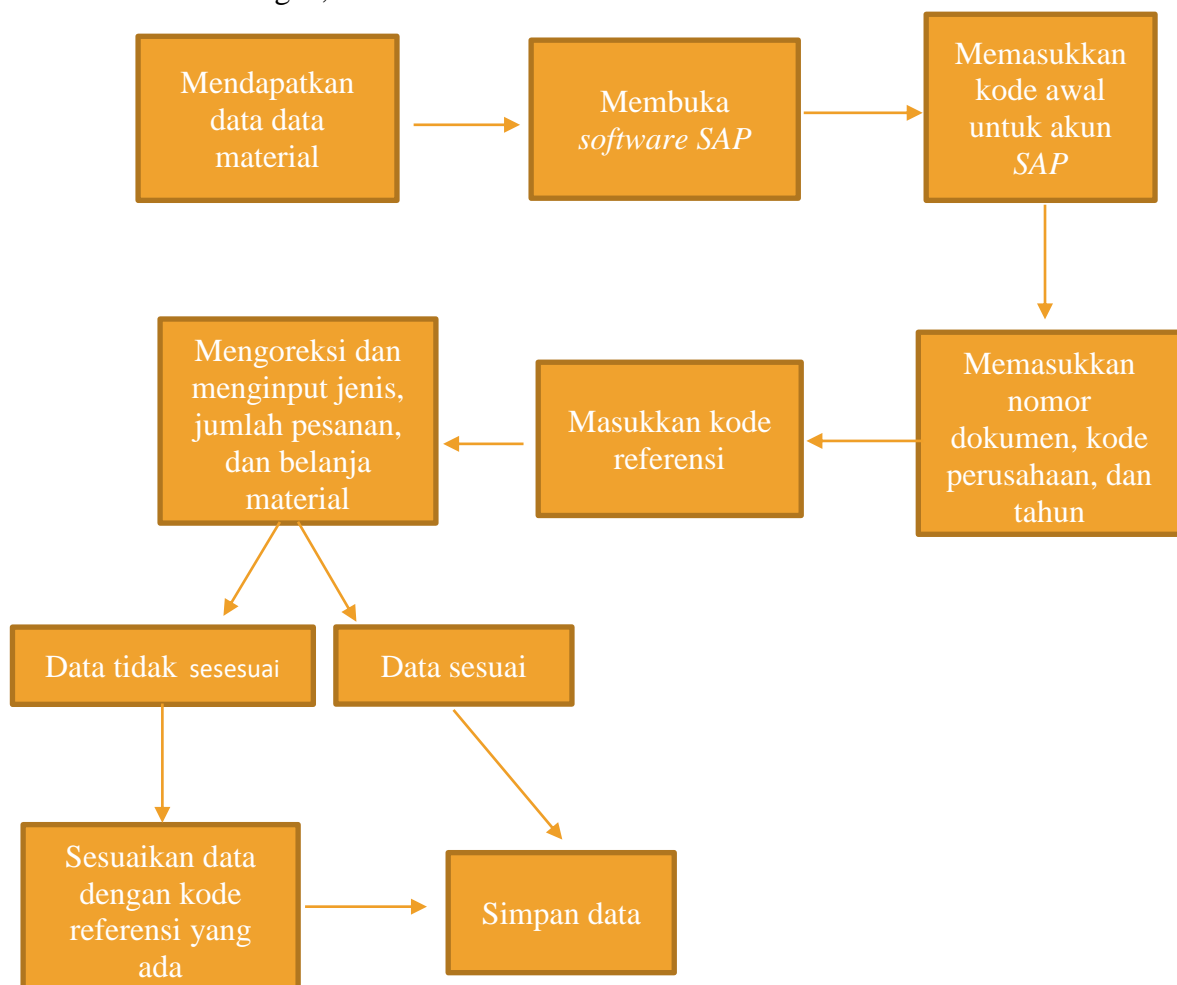 Mendapatkan
data data
material
Membuka
software SAP
Memasukkan
kode awal
untuk akun
SAP
Memasukkan
nomor
dokumen, kode
perusahaan, dan
tahun
Masukkan kode
referensi
Mengoreksi dan
menginput jenis,
jumlah pesanan,
dan belanja
material
Data tidak sesesuai
Data sesuai
Sesuaikan data
dengan kode
referensi yang
ada
Simpan data